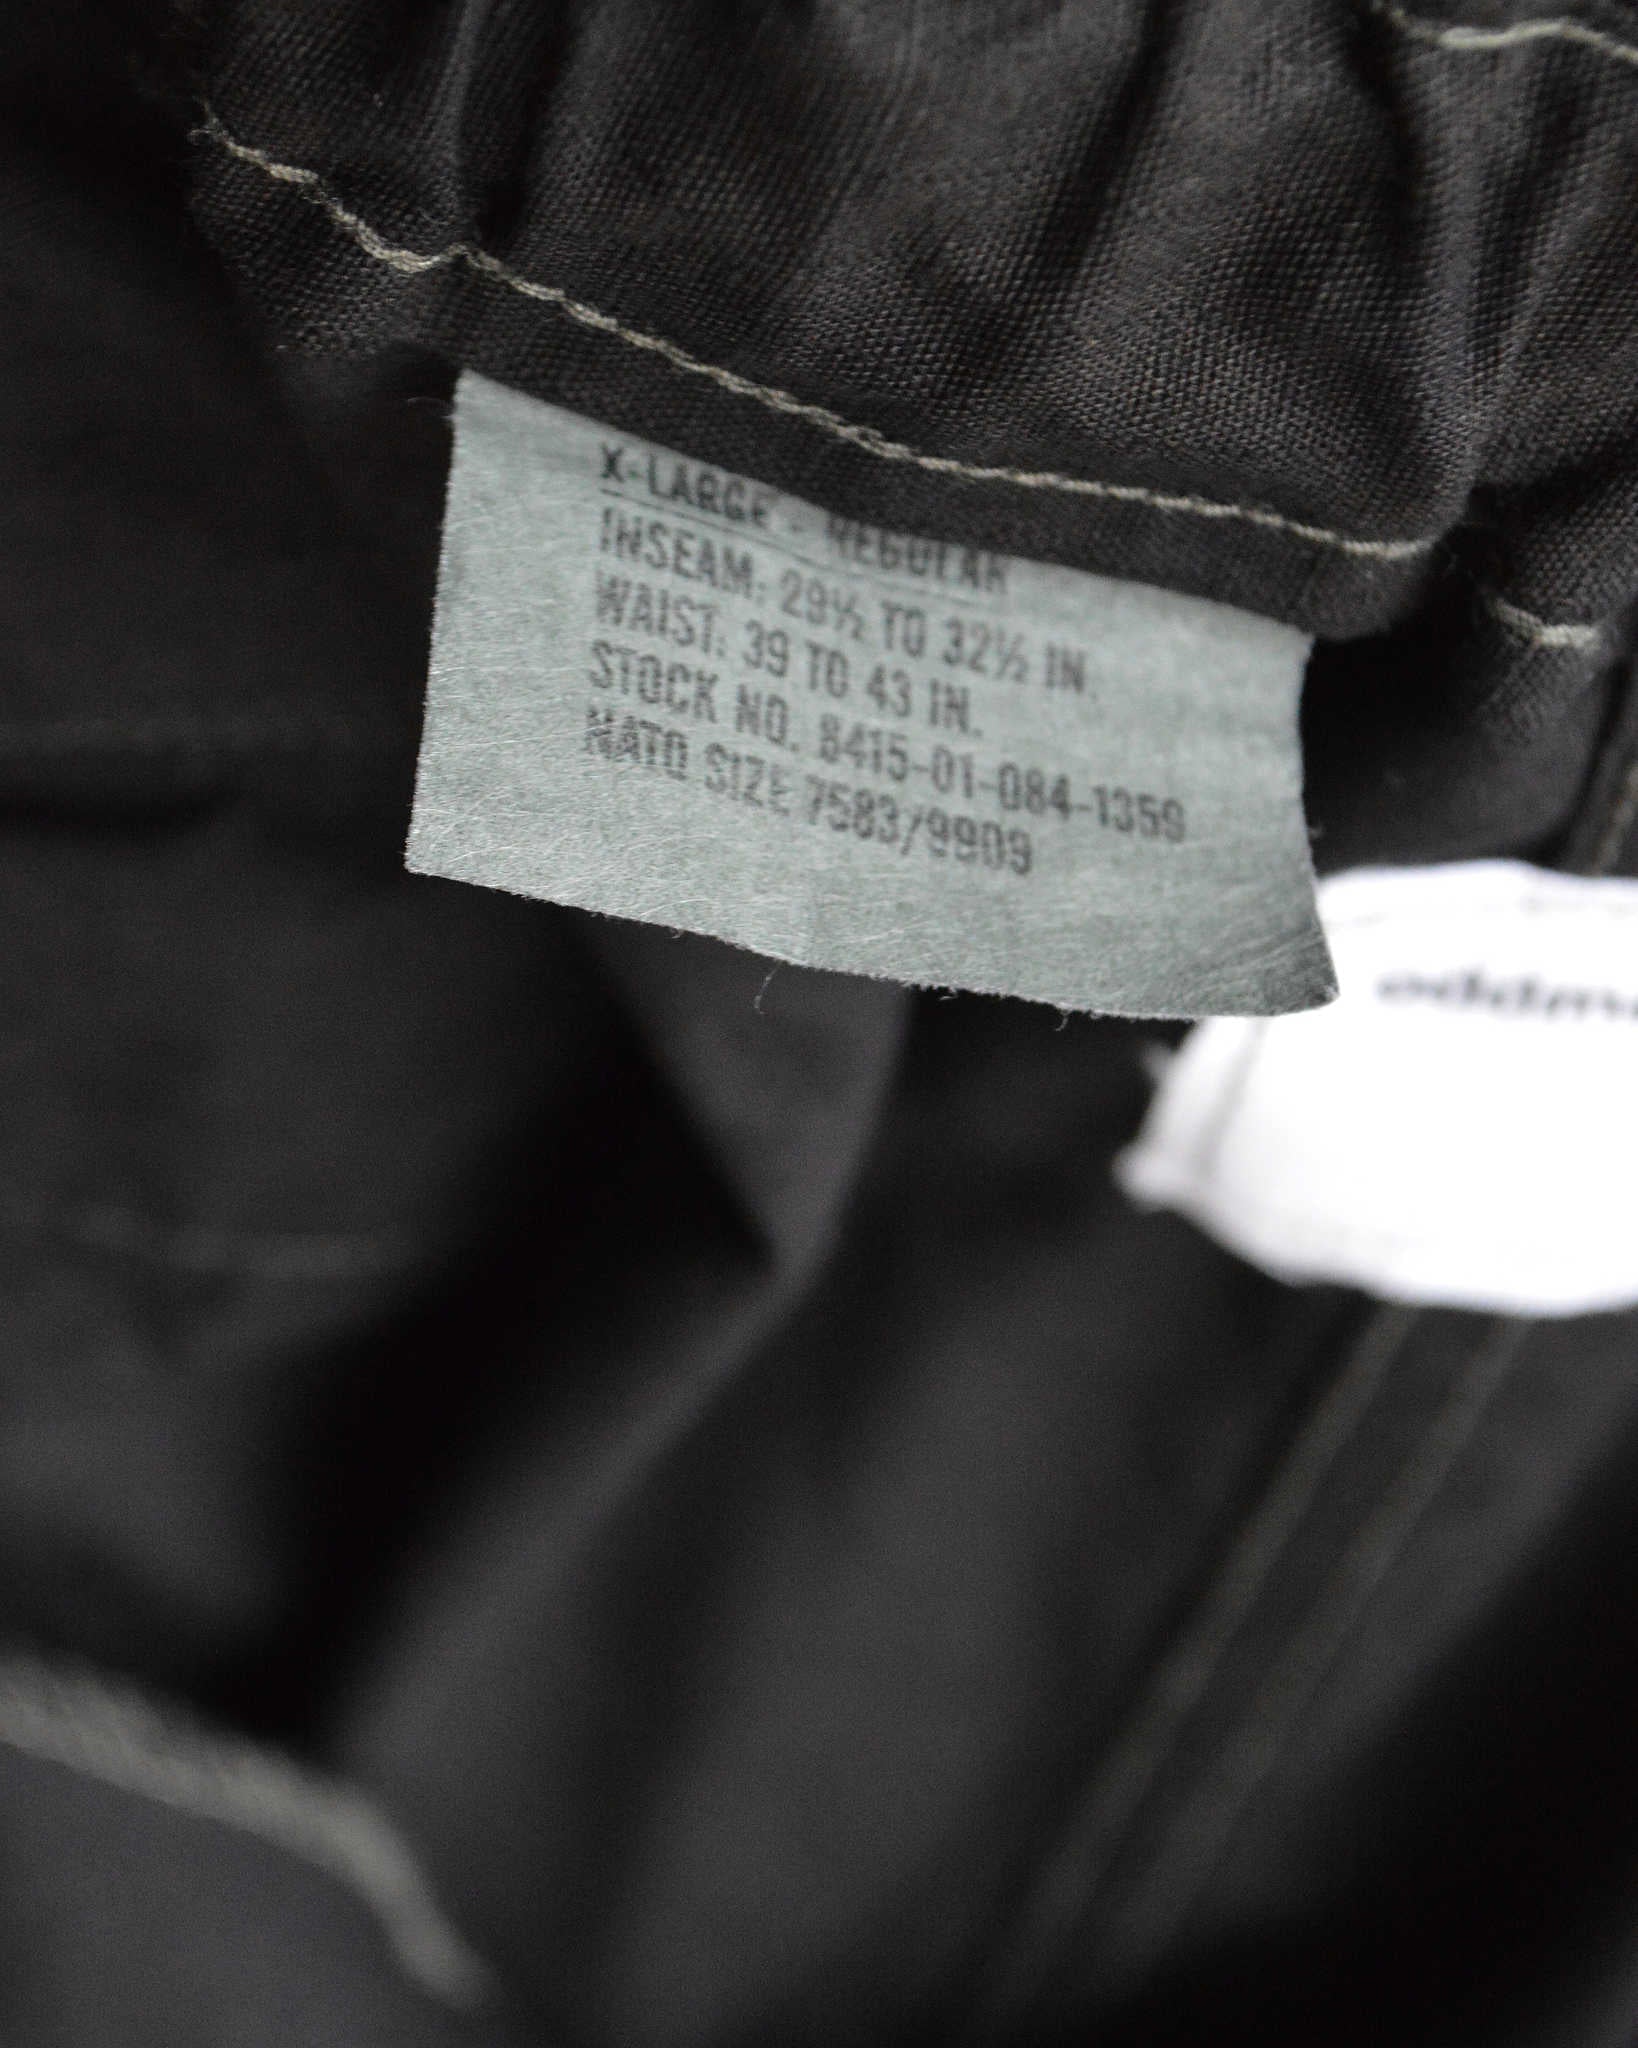 X-LARGE - REGULAR
INSEAM: 29½ TO 32½ IN.
WAIST: 39 TO 43 IN.
STOCK NO. 8415-01-084-1359
NATO SIZE 7583/9909